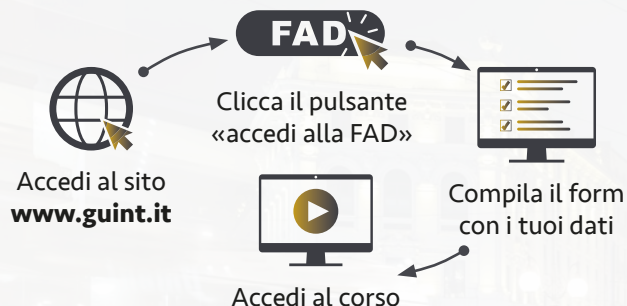 FAD
Clicca il pulsante
«accedi alla FAD»
Accedi al sito
www.guint.it
Compila il form
con i tuoi dati
Accedi al corso